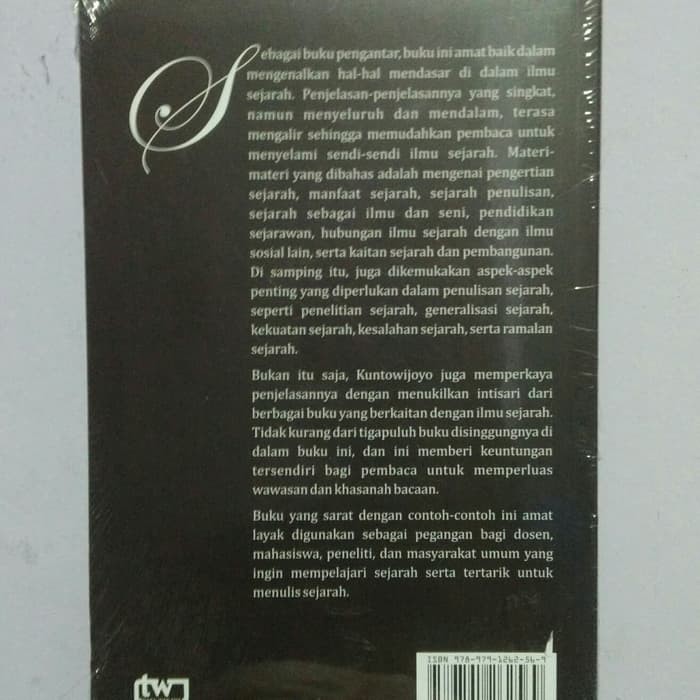 Sebagai buku pengantar, buku ini amat baik dalam
mengenalkan hal-hal mendasar di dalam ilmu
sejarah. Penjelasan-penjelasannya yang singkat,
namun menyeluruh dan mendalam, terasa
mengalir sehingga memudahkan pembaca untuk
menyelami sendi-sendi ilmu sejarah. Materi-
materi yang dibahas adalah mengenai pengertian
sejarah, manfaat sejarah, sejarah penulisan,
sejarah sebagai ilmu dan seni, pendidikan
sejarawan, hubungan ilmu sejarah dengan ilmu
sosial lain, serta kaitan sejarah dan pembangunan.
Di samping itu, juga dikemukakan aspek-aspek
penting yang diperlukan dalam penulisan sejarah,
seperti penelitian sejarah, generalisasi sejarah,
kekuatan sejarah, kesalahan sejarah, serta ramalan
sejarah.
Bukan itu saja, Kuntowijoyo juga memperkaya
penjelasannya dengan menukilkan intisari dari
berbagai buku yang berkaitan dengan ilmu sejarah.
Tidak kurang dari tigapuluh buku disinggungnya di
dalam buku ini, dan ini memberi keuntungan
tersendiri bagi pembaca untuk memperluas
wawasan dan khasanah bacaan.
Buku yang sarat dengan contoh-contoh ini amat
layak digunakan sebagai pegangan bagi dosen,
mahasiswa, peneliti, dan masyarakat umum yang
ingin mempelajari sejarah serta tertarik untuk
menulis sejarah.
ISBN 978-979-1262-56-9
tw